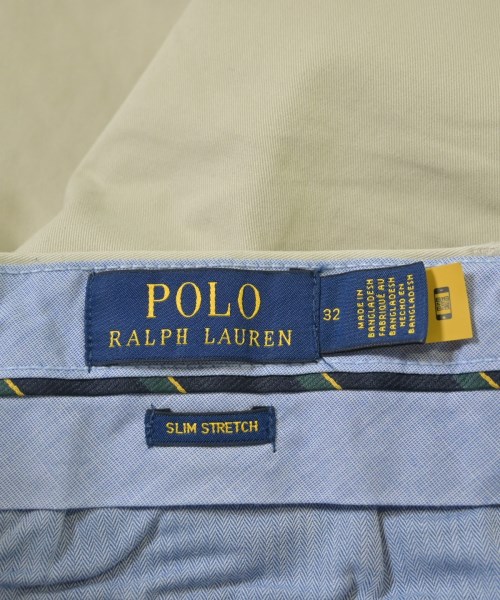 POLO
RALPH LAUREN
32
MADE IN
BANGLADESH
FABRIQUÉ AU
BANGLADESH
HECHO EN
BANGLADESH
SLIM STRETCH